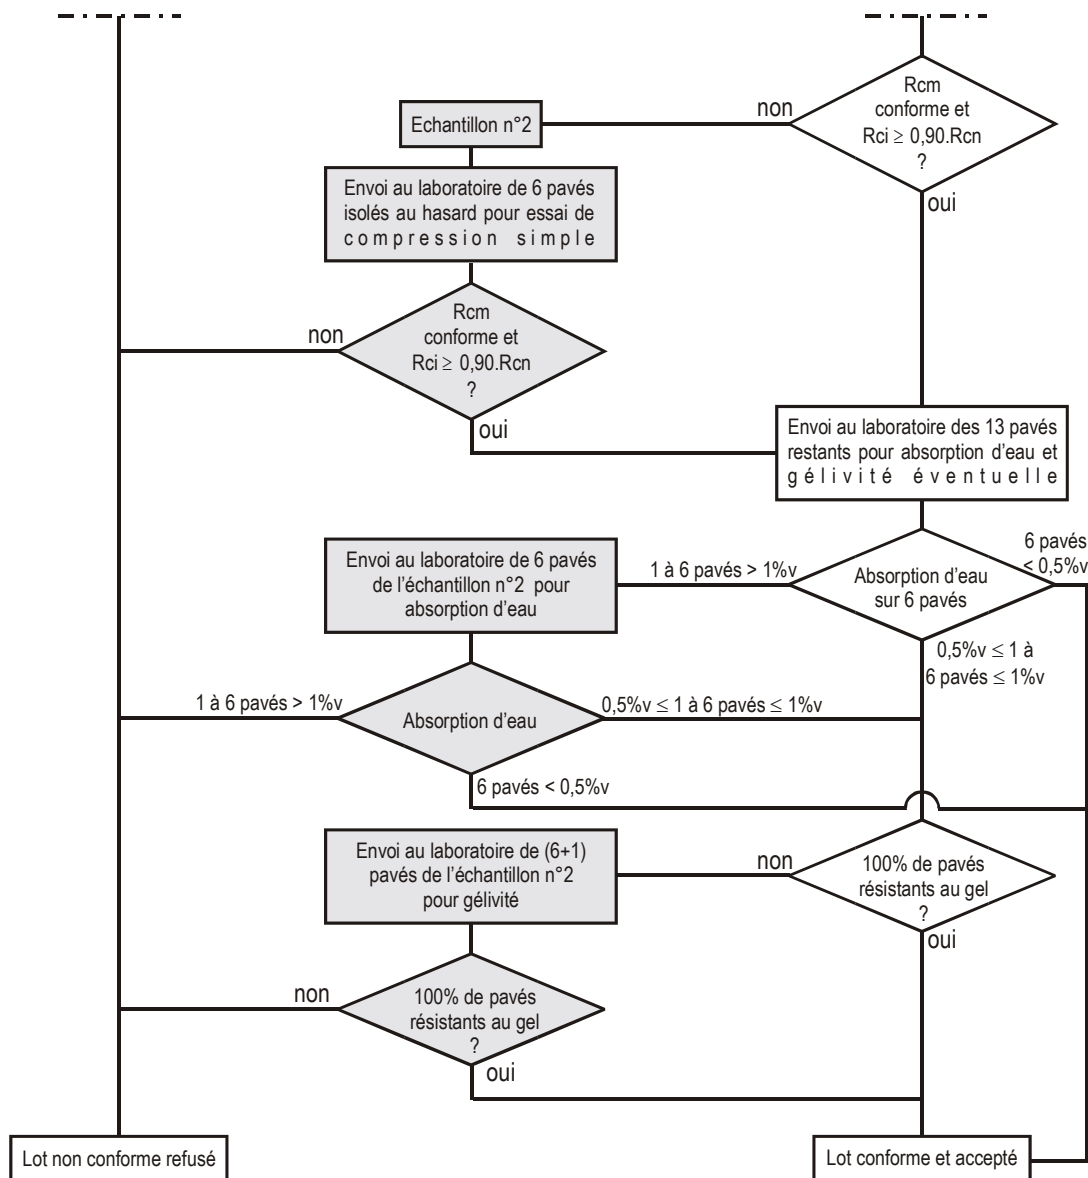 Rcm
conforme et
Rci ≥ 0,90.Rcn
?
non
oui
Echantillon n°2
Envoi au laboratoire de 6 pavés
isolés au hasard pour essai de
compression simple
Rcm
conforme et
Rci ≥ 0,90.Rcn
?
non
oui
Envoi au laboratoire des 13 pavés
restants pour absorption d'eau et
gélivité éventuelle
Absorption d'eau
sur 6 pavés
6 pavés
< 0,5%v
1 à 6 pavés > 1%v
0,5%v ≤ 1 à
6 pavés ≤ 1%v
Envoi au laboratoire de 6 pavés
de l'échantillon n°2 pour
absorption d'eau
Absorption d'eau
1 à 6 pavés > 1%v
0,5%v ≤ 1 à 6 pavés ≤ 1%v
6 pavés < 0,5%v
100% de pavés
résistants au gel
?
non
oui
Envoi au laboratoire de (6+1)
pavés de l'échantillon n°2
pour gélivité
100% de pavés
résistants au gel
?
non
oui
Lot non conforme refusé
Lot conforme et accepté